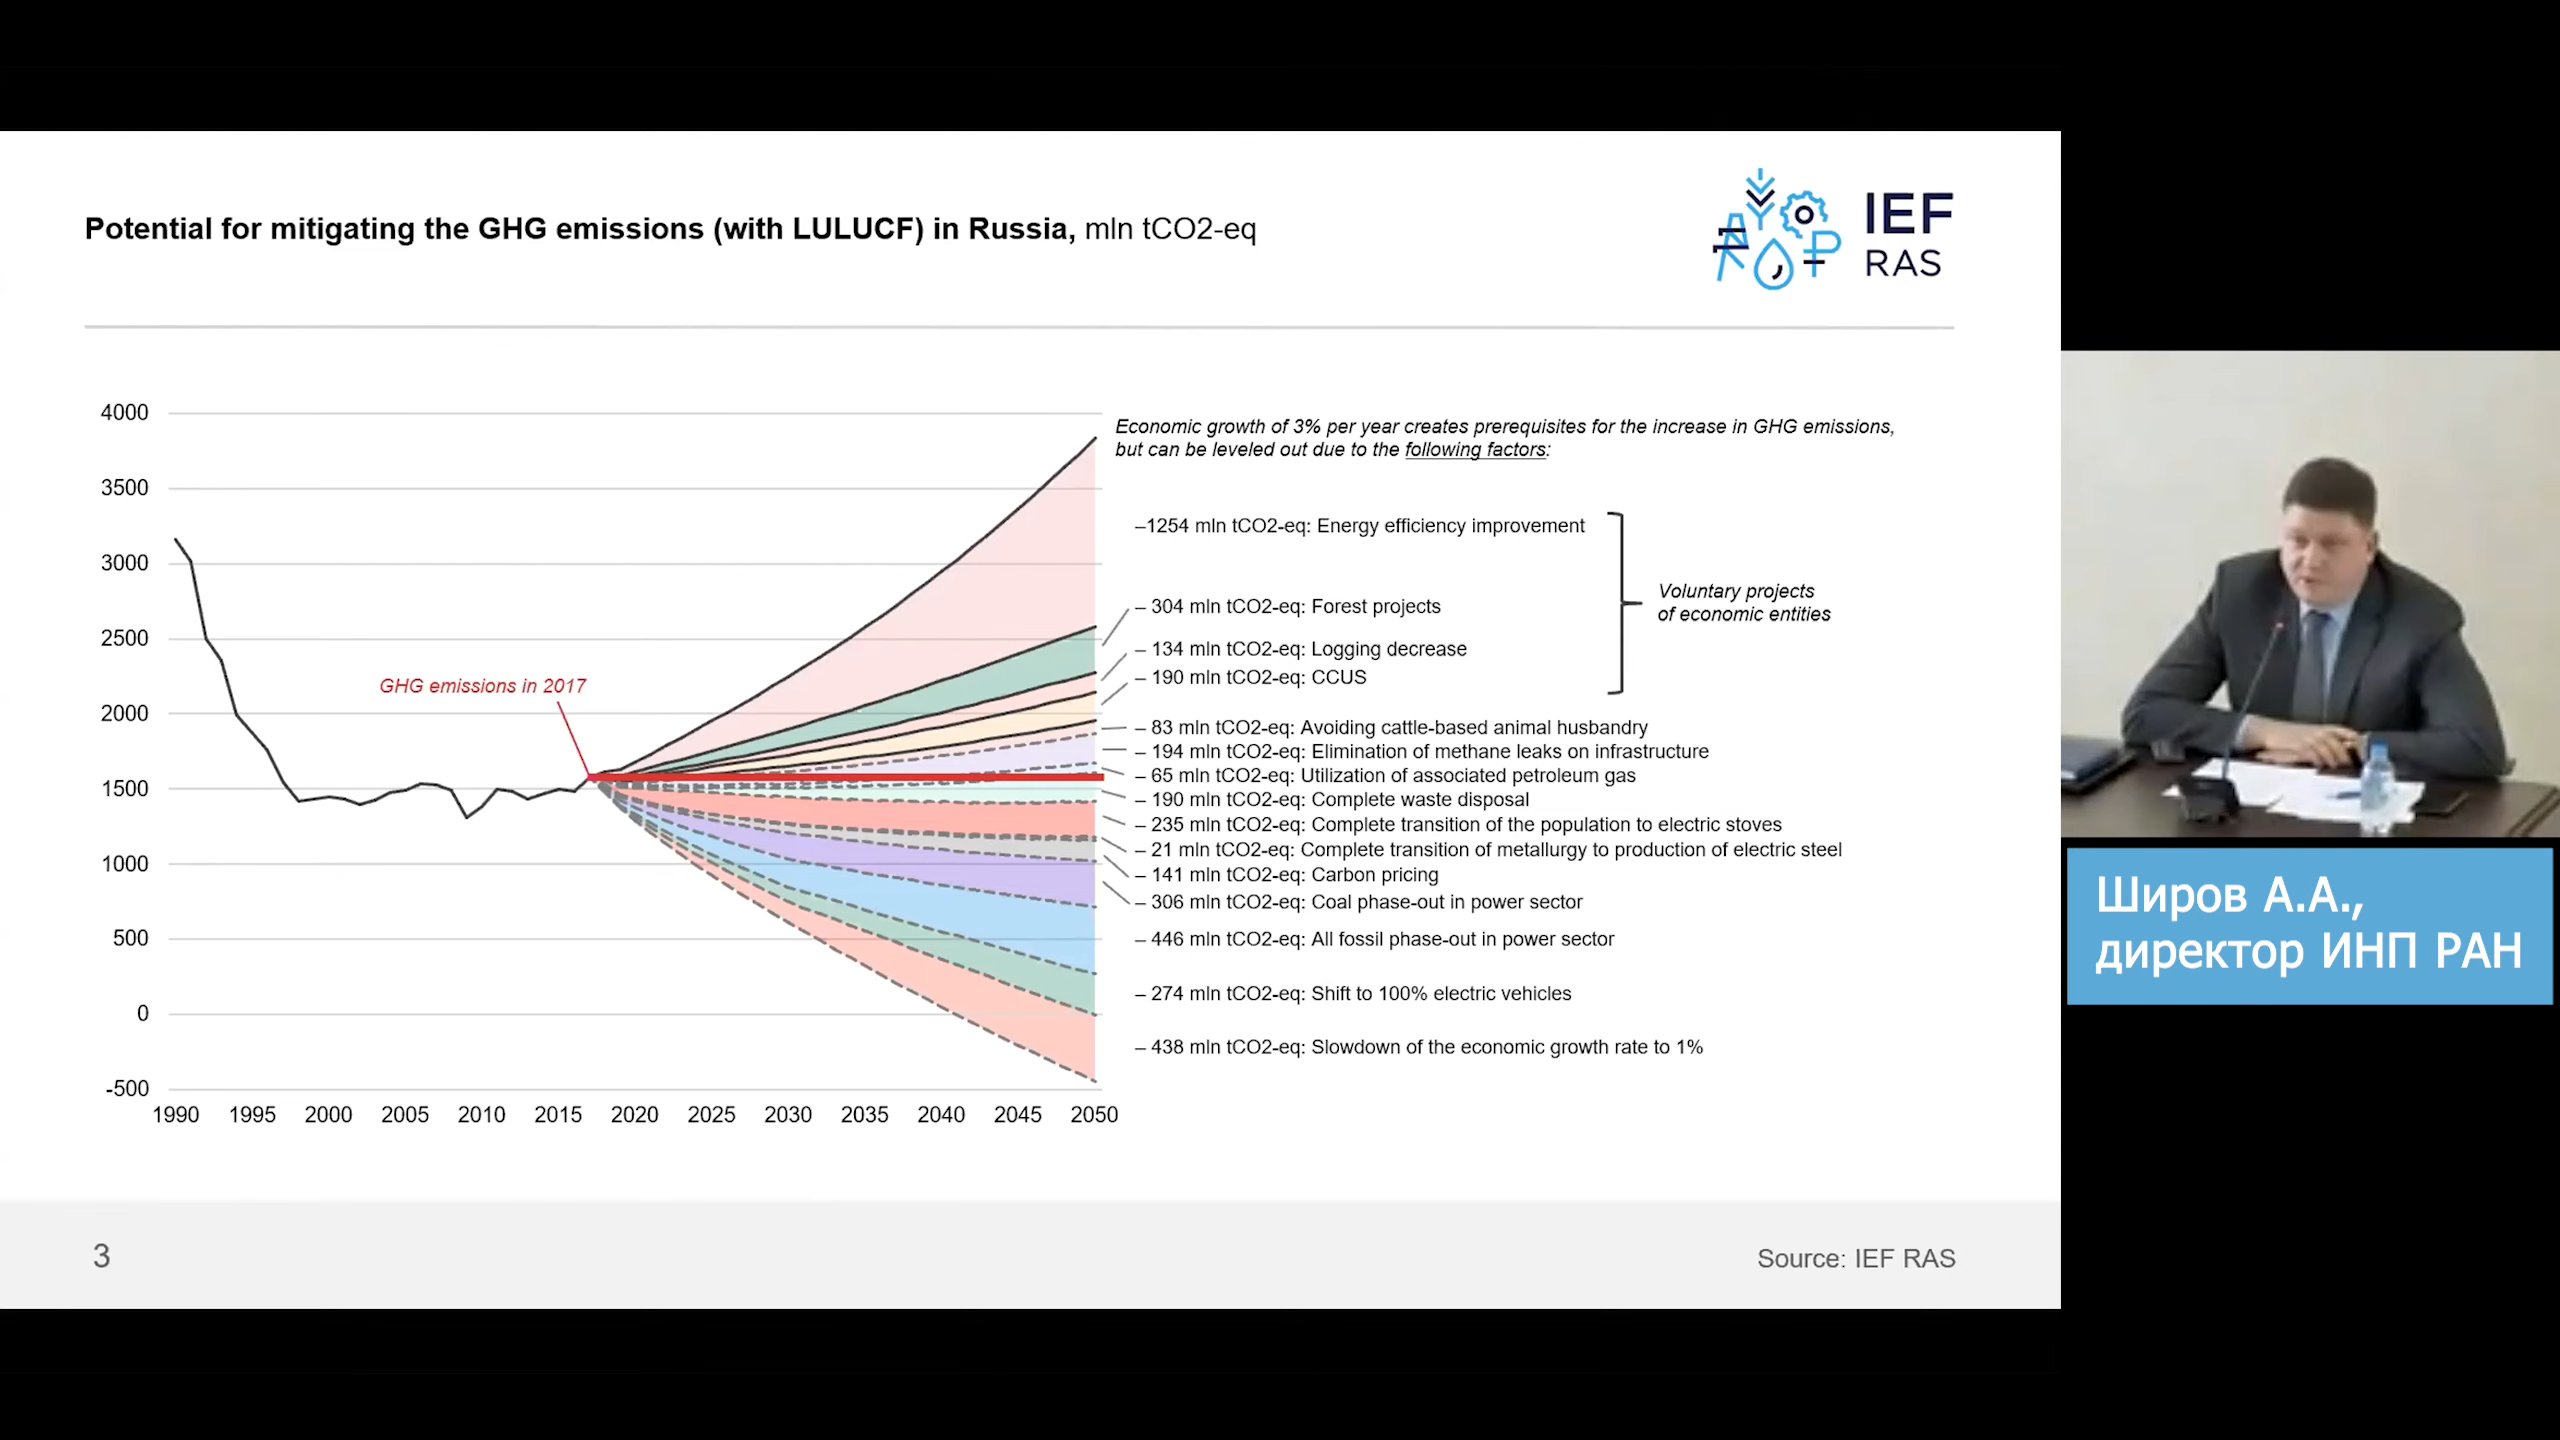 Potential for mitigating the GHG emissions (with LULUCF) in Russia, mln tCO2-eq
IEF
RAS
4000
3500
3000
2500
2000
1500
1000
500
0
-500
1990 1995 2000 2005 2010 2015 2020 2025 2030 2035 2040 2045 2050
GHG emissions in 2017
Economic growth of 3% per year creates prerequisites for the increase in GHG emissions,
but can be leveled out due to the following factors:
–1254 mln tCO2-eq: Energy efficiency improvement
– 304 mln tCO2-eq: Forest projects
– 134 mln tCO2-eq: Logging decrease
– 190 mln tCO2-eq: CCUS
Voluntary projects
of economic entities
– 83 mln tCO2-eq: Avoiding cattle-based animal husbandry
– 194 mln tCO2-eq: Elimination of methane leaks on infrastructure
– 65 mln tCO2-eq: Utilization of associated petroleum gas
– 190 mln tCO2-eq: Complete waste disposal
– 235 mln tCO2-eq: Complete transition of the population to electric stoves
– 21 mln tCO2-eq: Complete transition of metallurgy to production of electric steel
– 141 mln tCO2-eq: Carbon pricing
– 306 mln tCO2-eq: Coal phase-out in power sector
– 446 mln tCO2-eq: All fossil phase-out in power sector
– 274 mln tCO2-eq: Shift to 100% electric vehicles
– 438 mln tCO2-eq: Slowdown of the economic growth rate to 1%
3
Source: IEF RAS
Широв А.А.,
директор ИНП РАН